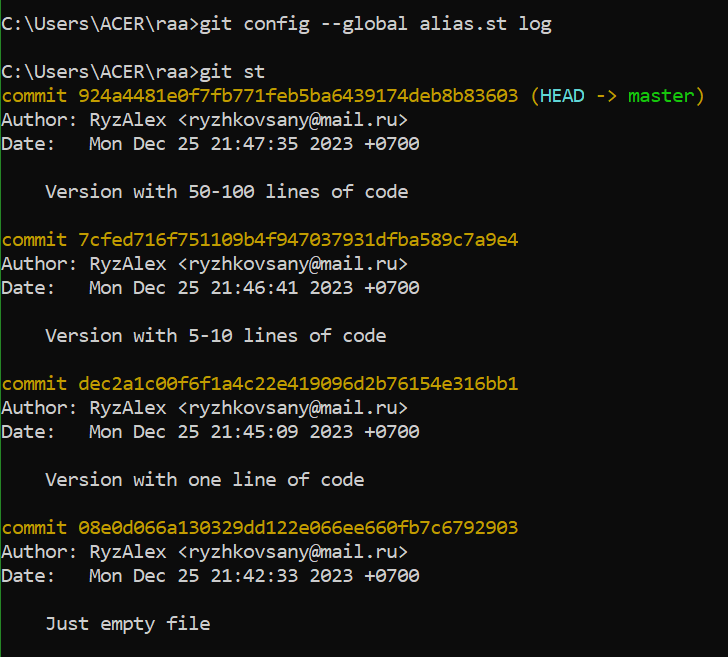 C:\Users\ACER\raa>git config --global alias.st log
C:\Users\ACER\raa>git st
commit 924a4481e0f7fb771feb5ba6439174deb8b83603 (HEAD -> master)
Author: RyzAlex <ryzhkovsany@mail.ru>
Date:   Mon Dec 25 21:47:35 2023 +0700
Version with 50-100 lines of code
commit 7cfed716f751109b4f947037931dfba589c7a9e4
Author: RyzAlex <ryzhkovsany@mail.ru>
Date:   Mon Dec 25 21:46:41 2023 +0700
Version with 5-10 lines of code
commit dec2a1c00f6f1a4c22e419096d2b76154e316bb1
Author: RyzAlex <ryzhkovsany@mail.ru>
Date:   Mon Dec 25 21:45:09 2023 +0700
Version with one line of code
commit 08e0d066a130329dd122e066ee660fb7c6792903
Author: RyzAlex <ryzhkovsany@mail.ru>
Date:   Mon Dec 25 21:42:33 2023 +0700
Just empty file